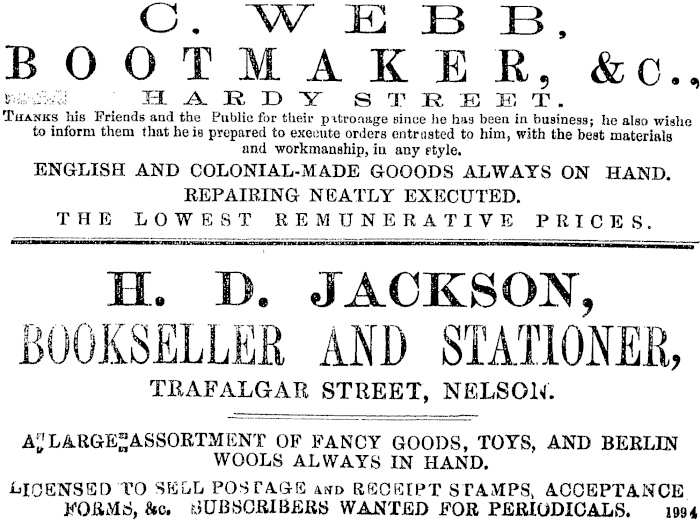 C. WEBB,
BOOTMAKER, &C.,
HARDY STREET.
THANKS his Friends and the Public for their patronage since he has been in business; he also wishe
to inform them that he is prepared to execute orders entrusted to him, with the best materials
and workmanship, in any style.
ENGLISH AND COLONIAL-MADE GOOODS ALWAYS ON HAND.
REPAIRING NEATLY EXECUTED.
THE LOWEST REMUNERATIVE PRICES.
H. D. JACKSON,
BOOKSELLER AND STATIONER,
TRAFALGAR STREET, NELSON.
A LARGE ASSORTMENT OF FANCY GOODS, TOYS, AND BERLIN
WOOLS ALWAYS IN HAND.
LICENSED TO SELL POSTAGE AND RECEIPT STAMPS, ACCEPTANCE
FORMS, &c. SUBSCRIBERS WANTED FOR PERIODICALS. 1994